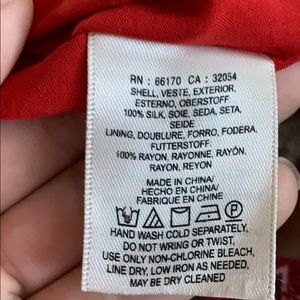 RN : 66170 CA : 32054
SHELL, VESTE, EXTERIOR,
ESTERNO, OBERSTOFF:
100% SILK, SOIE, SEDA, SETA,
SEIDE
LINING, DOUBLURE, FORRO, FODERA,
FUTTERSTOFF:
100% RAYON, RAYONNE, RAYÓN,
RAYON, REYON
MADE IN CHINA/
HECHO EN CHINA/
FABRIQUE EN CHINE
HAND WASH COLD SEPARATELY,
DO NOT WRING OR TWIST,
USE ONLY NON-CHLORINE BLEACH,
LINE DRY, LOW IRON AS NEEDED,
MAY BE DRY CLEANED